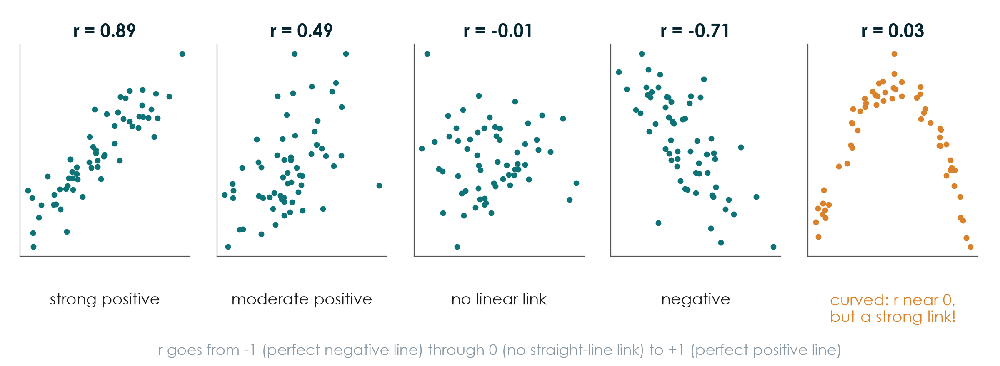 r = 0.89
r = 0.49
r = -0.01
r = -0.71
r = 0.03
strong positive
moderate positive
no linear link
negative
curved: r near 0,
but a strong link!
r goes from -1 (perfect negative line) through 0 (no straight-line link) to +1 (perfect positive line)